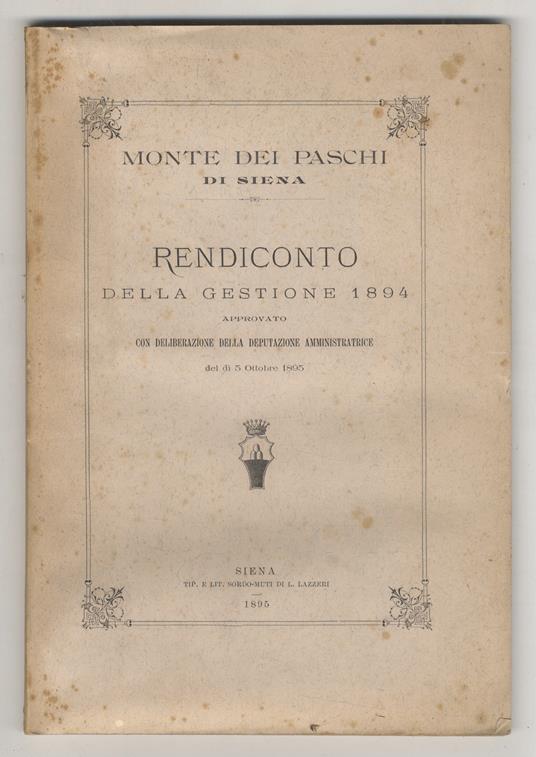 MONTE DEI PASCHI
DI SIENA
RENDICONTO
DELLA GESTIONE 1894
APPROVATO
CON DELIBERAZIONE DELLA DEPUTAZIONE AMMINISTRATRICE
del dì 5 Ottobre 1895
SIENA
TIP. E LIT. SORDO-MUTI DI L. LAZZERI
1895